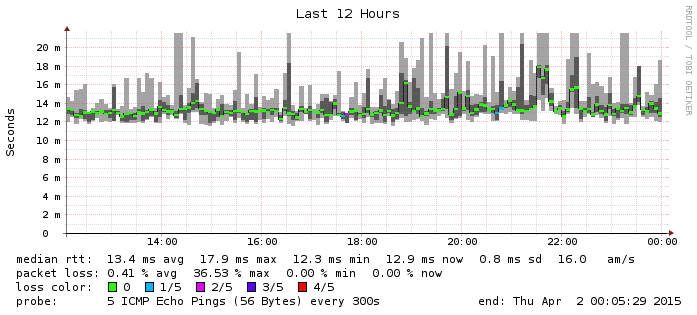 Last 12 Hours
RRDTOOL / TOBI OETIKER
Seconds
20 m
18 m
16 m
14 m
12 m
10 m
8 m
6 m
4 m
2 m
0
14:00 16:00 18:00 20:00 22:00 00:00
median rtt: 13.4 ms avg 17.9 ms max 12.3 ms min 12.9 ms now 0.8 ms sd 16.0 am/s
packet loss: 0.41 % avg 36.53 % max 0.00 % min 0.00 % now
loss color: 0 1/5 2/5 3/5 4/5
probe: 5 ICMP Echo Pings (56 Bytes) every 300s end: Thu Apr 2 00:05:29 2015